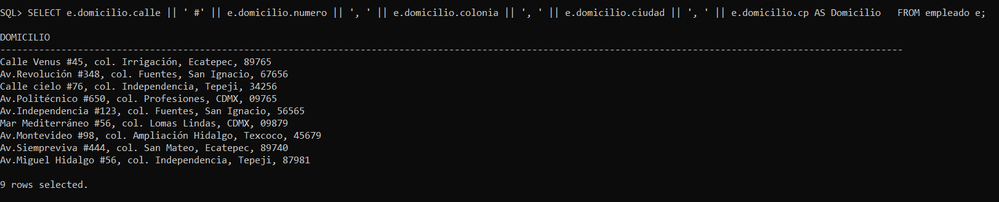 SQL> SELECT e.domicilio.calle || ' #' || e.domicilio.numero || ', ' || e.domicilio.colonia || ', ' || e.domicilio.ciudad || ', ' || e.domicilio.cp AS Domicilio   FROM empleado e;
DOMICILIO
-------------------------------------------------------------------------------------------------------------------------------------------------------------------
Calle Venus #45, col. Irrigación, Ecatepec, 89765
Av.Revolución #348, col. Fuentes, San Ignacio, 67656
Calle cielo #76, col. Independencia, Tepeji, 34256
Av.Politécnico #650, col. Profesiones, CDMX, 09765
Av.Independencia #123, col. Fuentes, San Ignacio, 56565
Mar Mediterráneo #56, col. Lomas Lindas, CDMX, 09879
Av.Montevideo #98, col. Ampliación Hidalgo, Texcoco, 45679
Av.Siempreviva #444, col. San Mateo, Ecatepec, 89740
Av.Miguel Hidalgo #56, col. Independencia, Tepeji, 87981
9 rows selected.